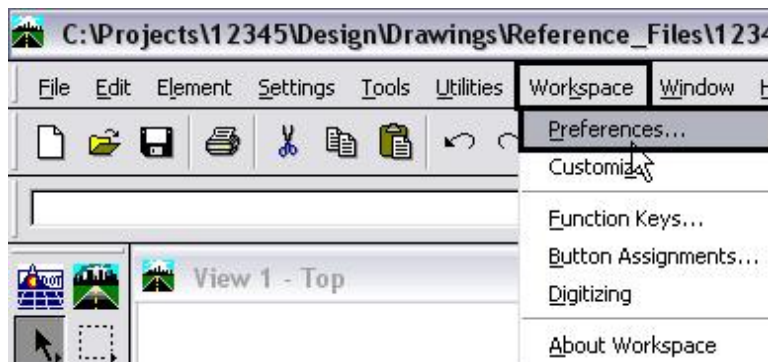 C:\Projects\12345\Design\Drawings\Reference_Files\1234
File Edit Element Settings Tools Utilities Workspace Window H
Preferences...
Customize
Function Keys...
Button Assignments...
View 1 - Top
Digitizing
About Workspace